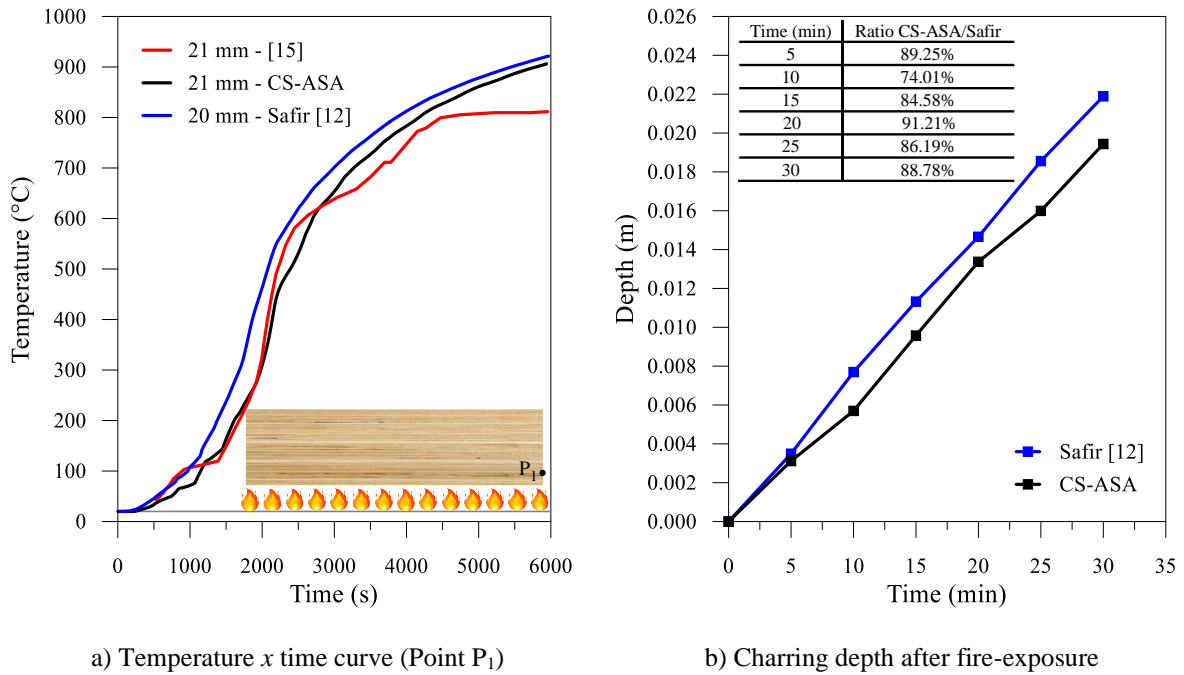 1000
900
800
700
600
500
400
300
200
100
0
Temperature (°C)
21 mm - [15]
21 mm - CS-ASA
20 mm - Safir [12]
P1
0 1000 2000 3000 4000 5000 6000
Time (s)
a) Temperature x time curve (Point P1)
0.026
0.024
0.022
0.020
0.018
0.016
0.014
0.012
0.010
0.008
0.006
0.004
0.002
0.000
Depth (m)
Time (min) Ratio CS-ASA/Safir
5 89.25%
10 74.01%
15 84.58%
20 91.21%
25 86.19%
30 88.78%
Safir [12]
CS-ASA
0 5 10 15 20 25 30 35
Time (min)
b) Charring depth after fire-exposure